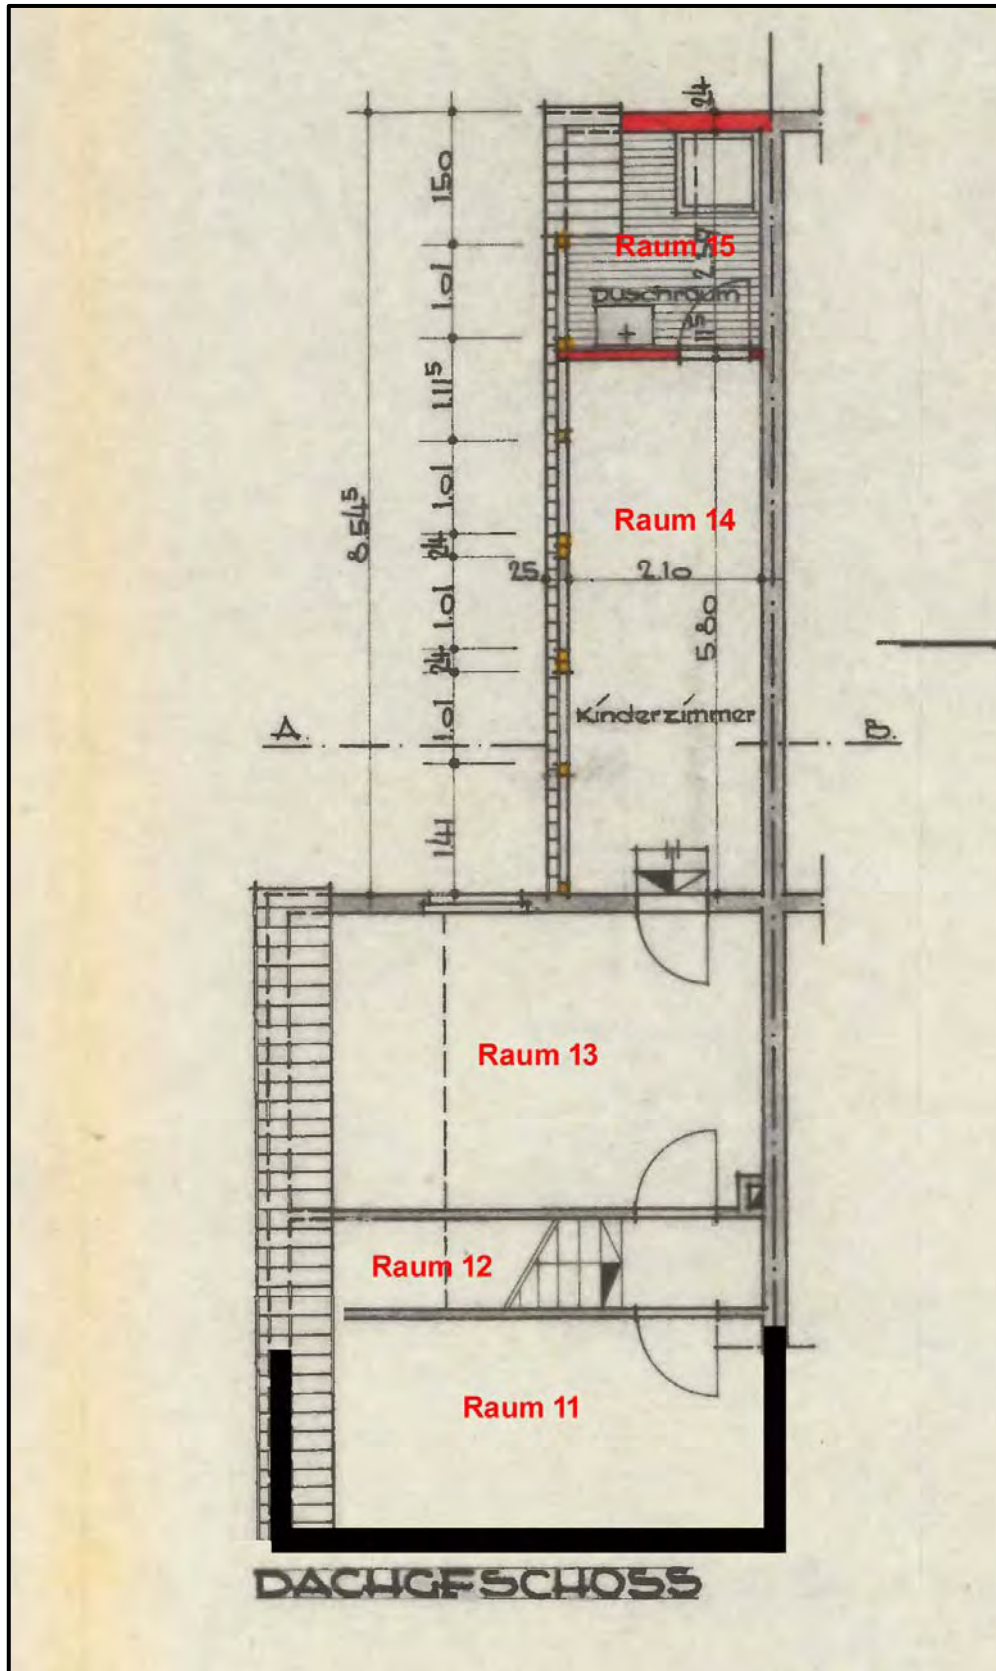 24
1.50
Raum 15
2.59
1.01
Duschraum
11⁵
1.11⁵
1.01
Raum 14
8.54⁵
24
25
2.10
1.01
5.80
24
Kinderzimmer
1.01
A.
B.
1.41
Raum 13
Raum 12
Raum 11
DACHGESCHOSS